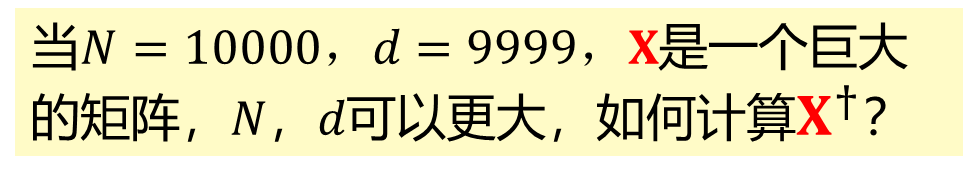 当N = 10000，d = 9999，X是一个巨大
的矩阵，N，d可以更大，如何计算X†？